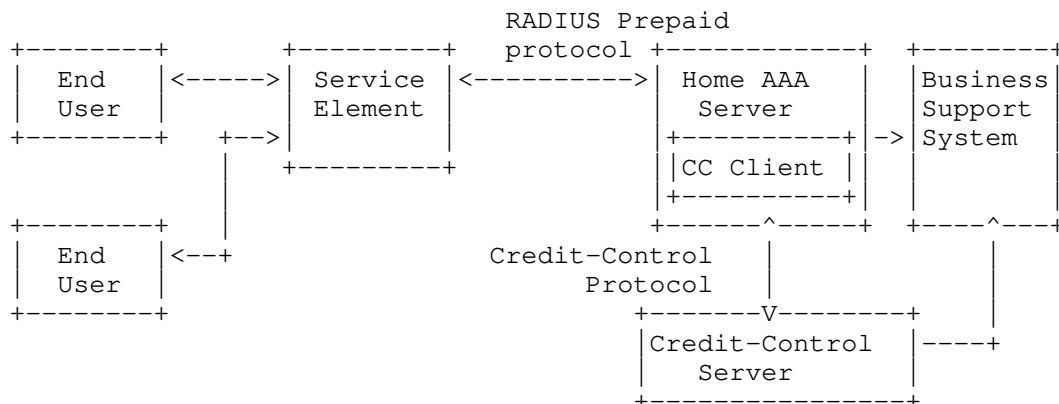 RADIUS Prepaid
protocol
End Service Home AAA Business
User Element Server Support
System
CC Client
End Credit-Control
User Protocol
Credit-Control
Server